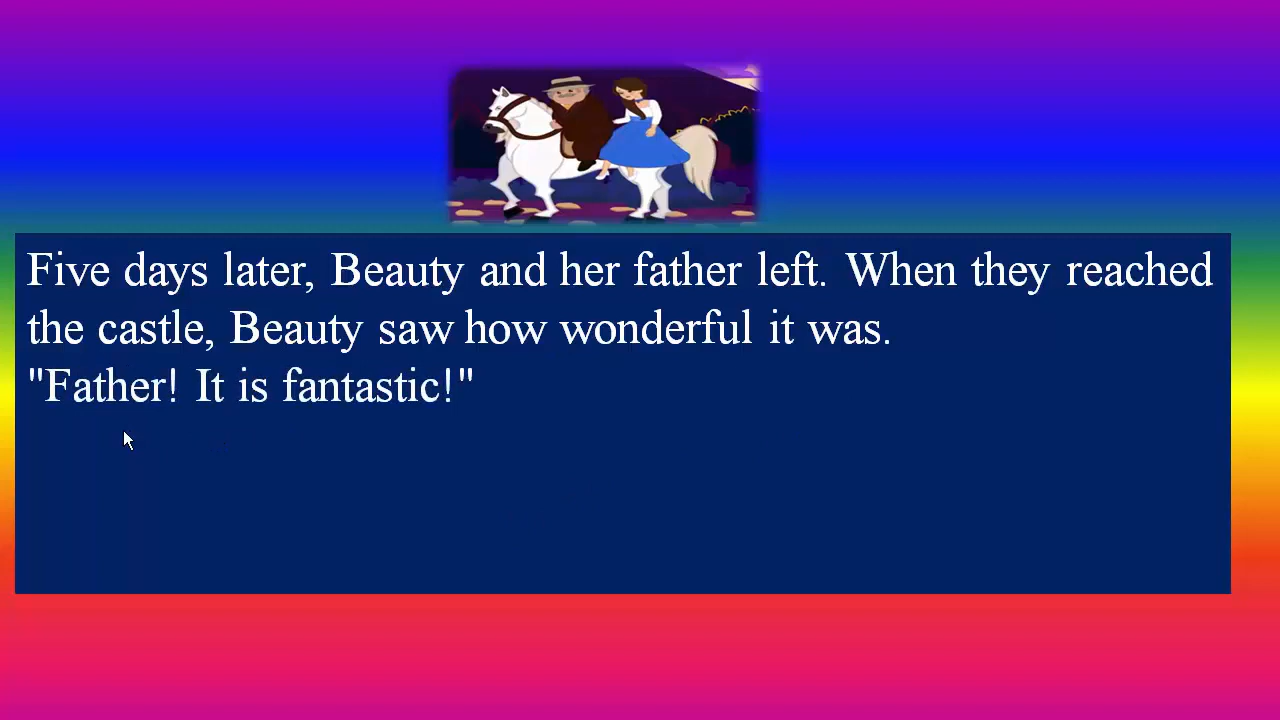 Five days later, Beauty and her father left. When they reached
the castle, Beauty saw how wonderful it was.
"Father! It is fantastic!"